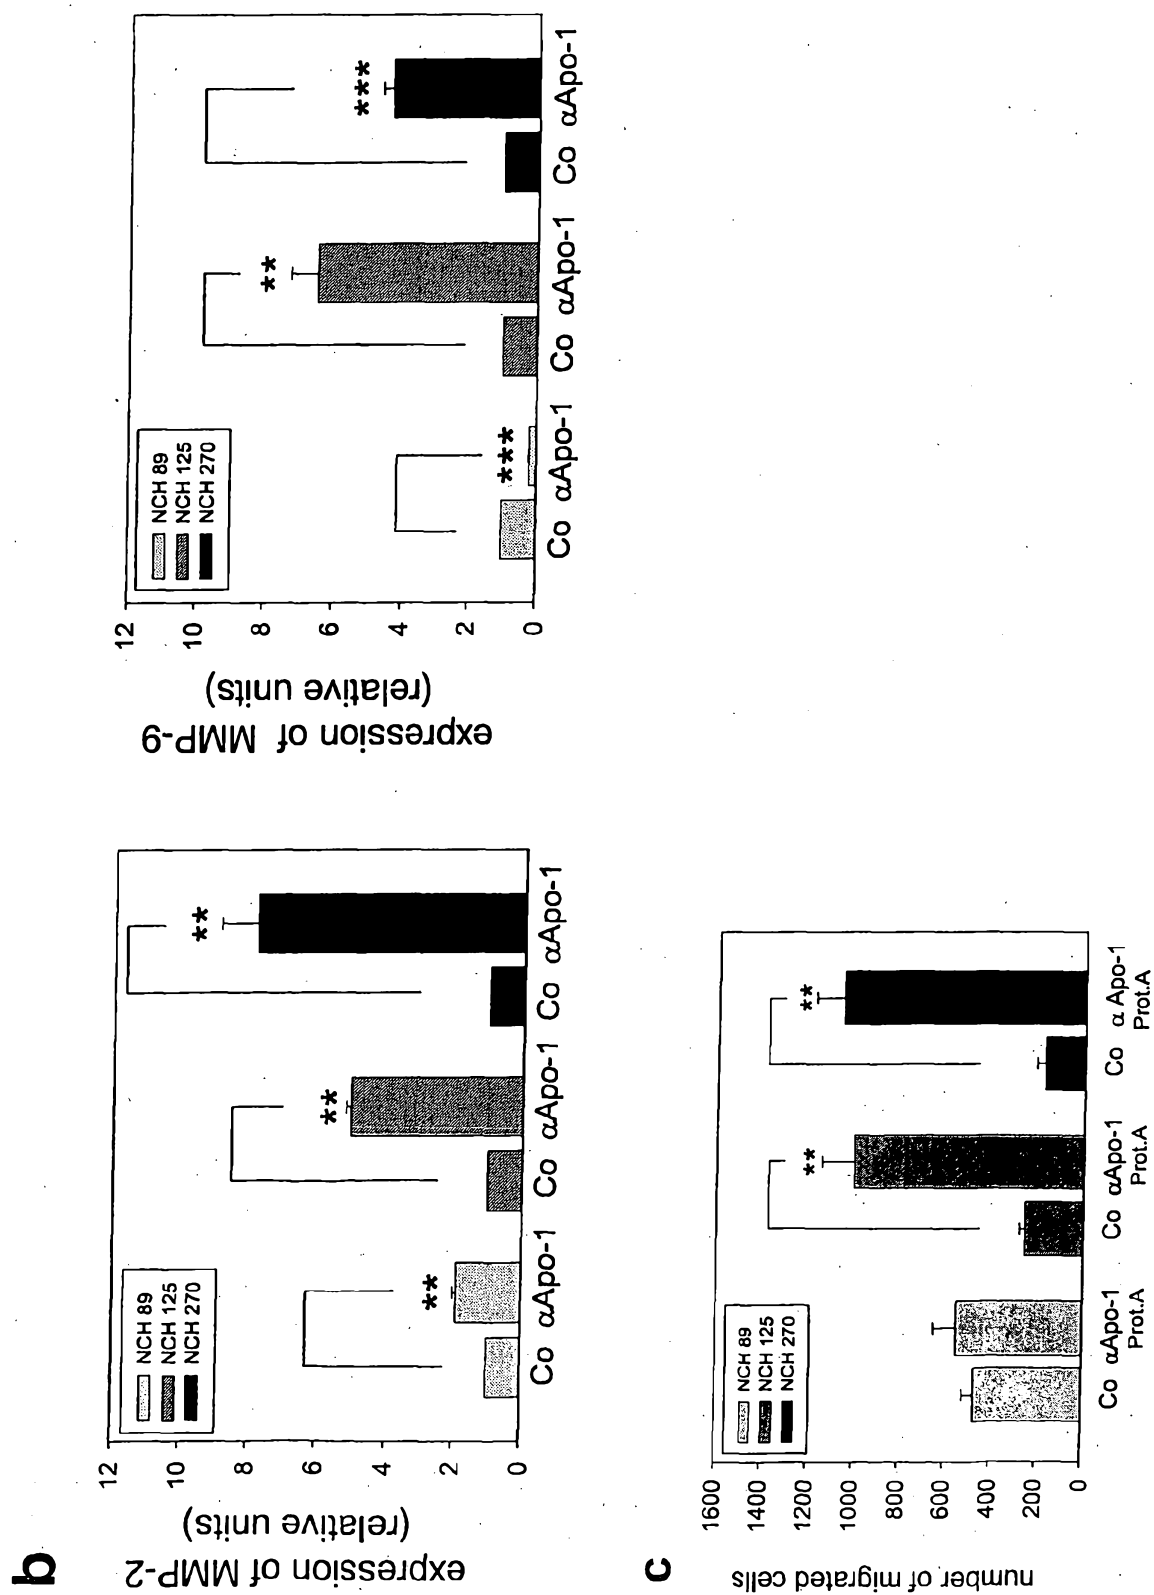 b
expression of MMP-2
(relative units)
12
10
8
6
4
2
0
NCH 89
NCH 125
NCH 270
**
**
**
Co αApo-1 Co αApo-1 Co αApo-1
expression of MMP-9
(relative units)
12
10
8
6
4
2
0
NCH 89
NCH 125
NCH 270
***
**
***
Co αApo-1 Co αApo-1 Co αApo-1
c
number of migrated cells
1600
1400
1200
1000
800
600
400
200
0
NCH 89
NCH 125
NCH 270
**
**
Co αApo-1 Co αApo-1 Co α Apo-1
Prot.A Prot.A Prot.A